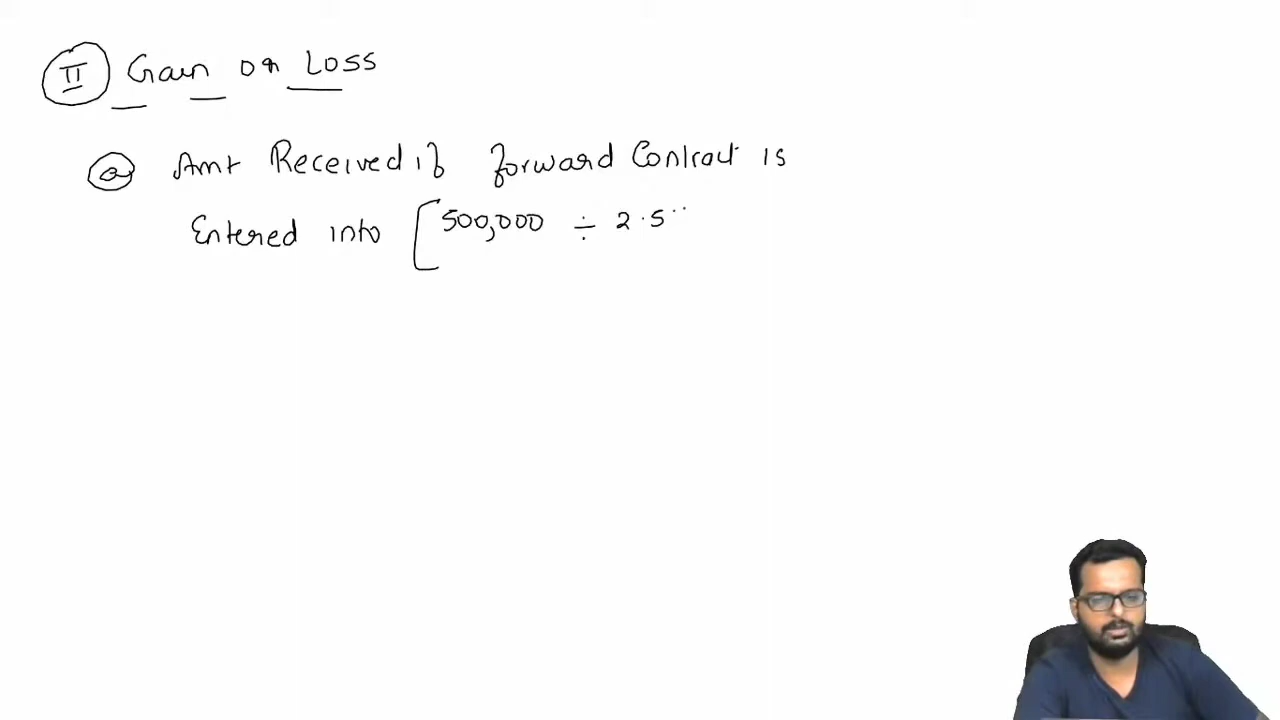 II Gain or Loss
a Amt Received if forward Contract is
Entered into [500,000 ÷ 2.5